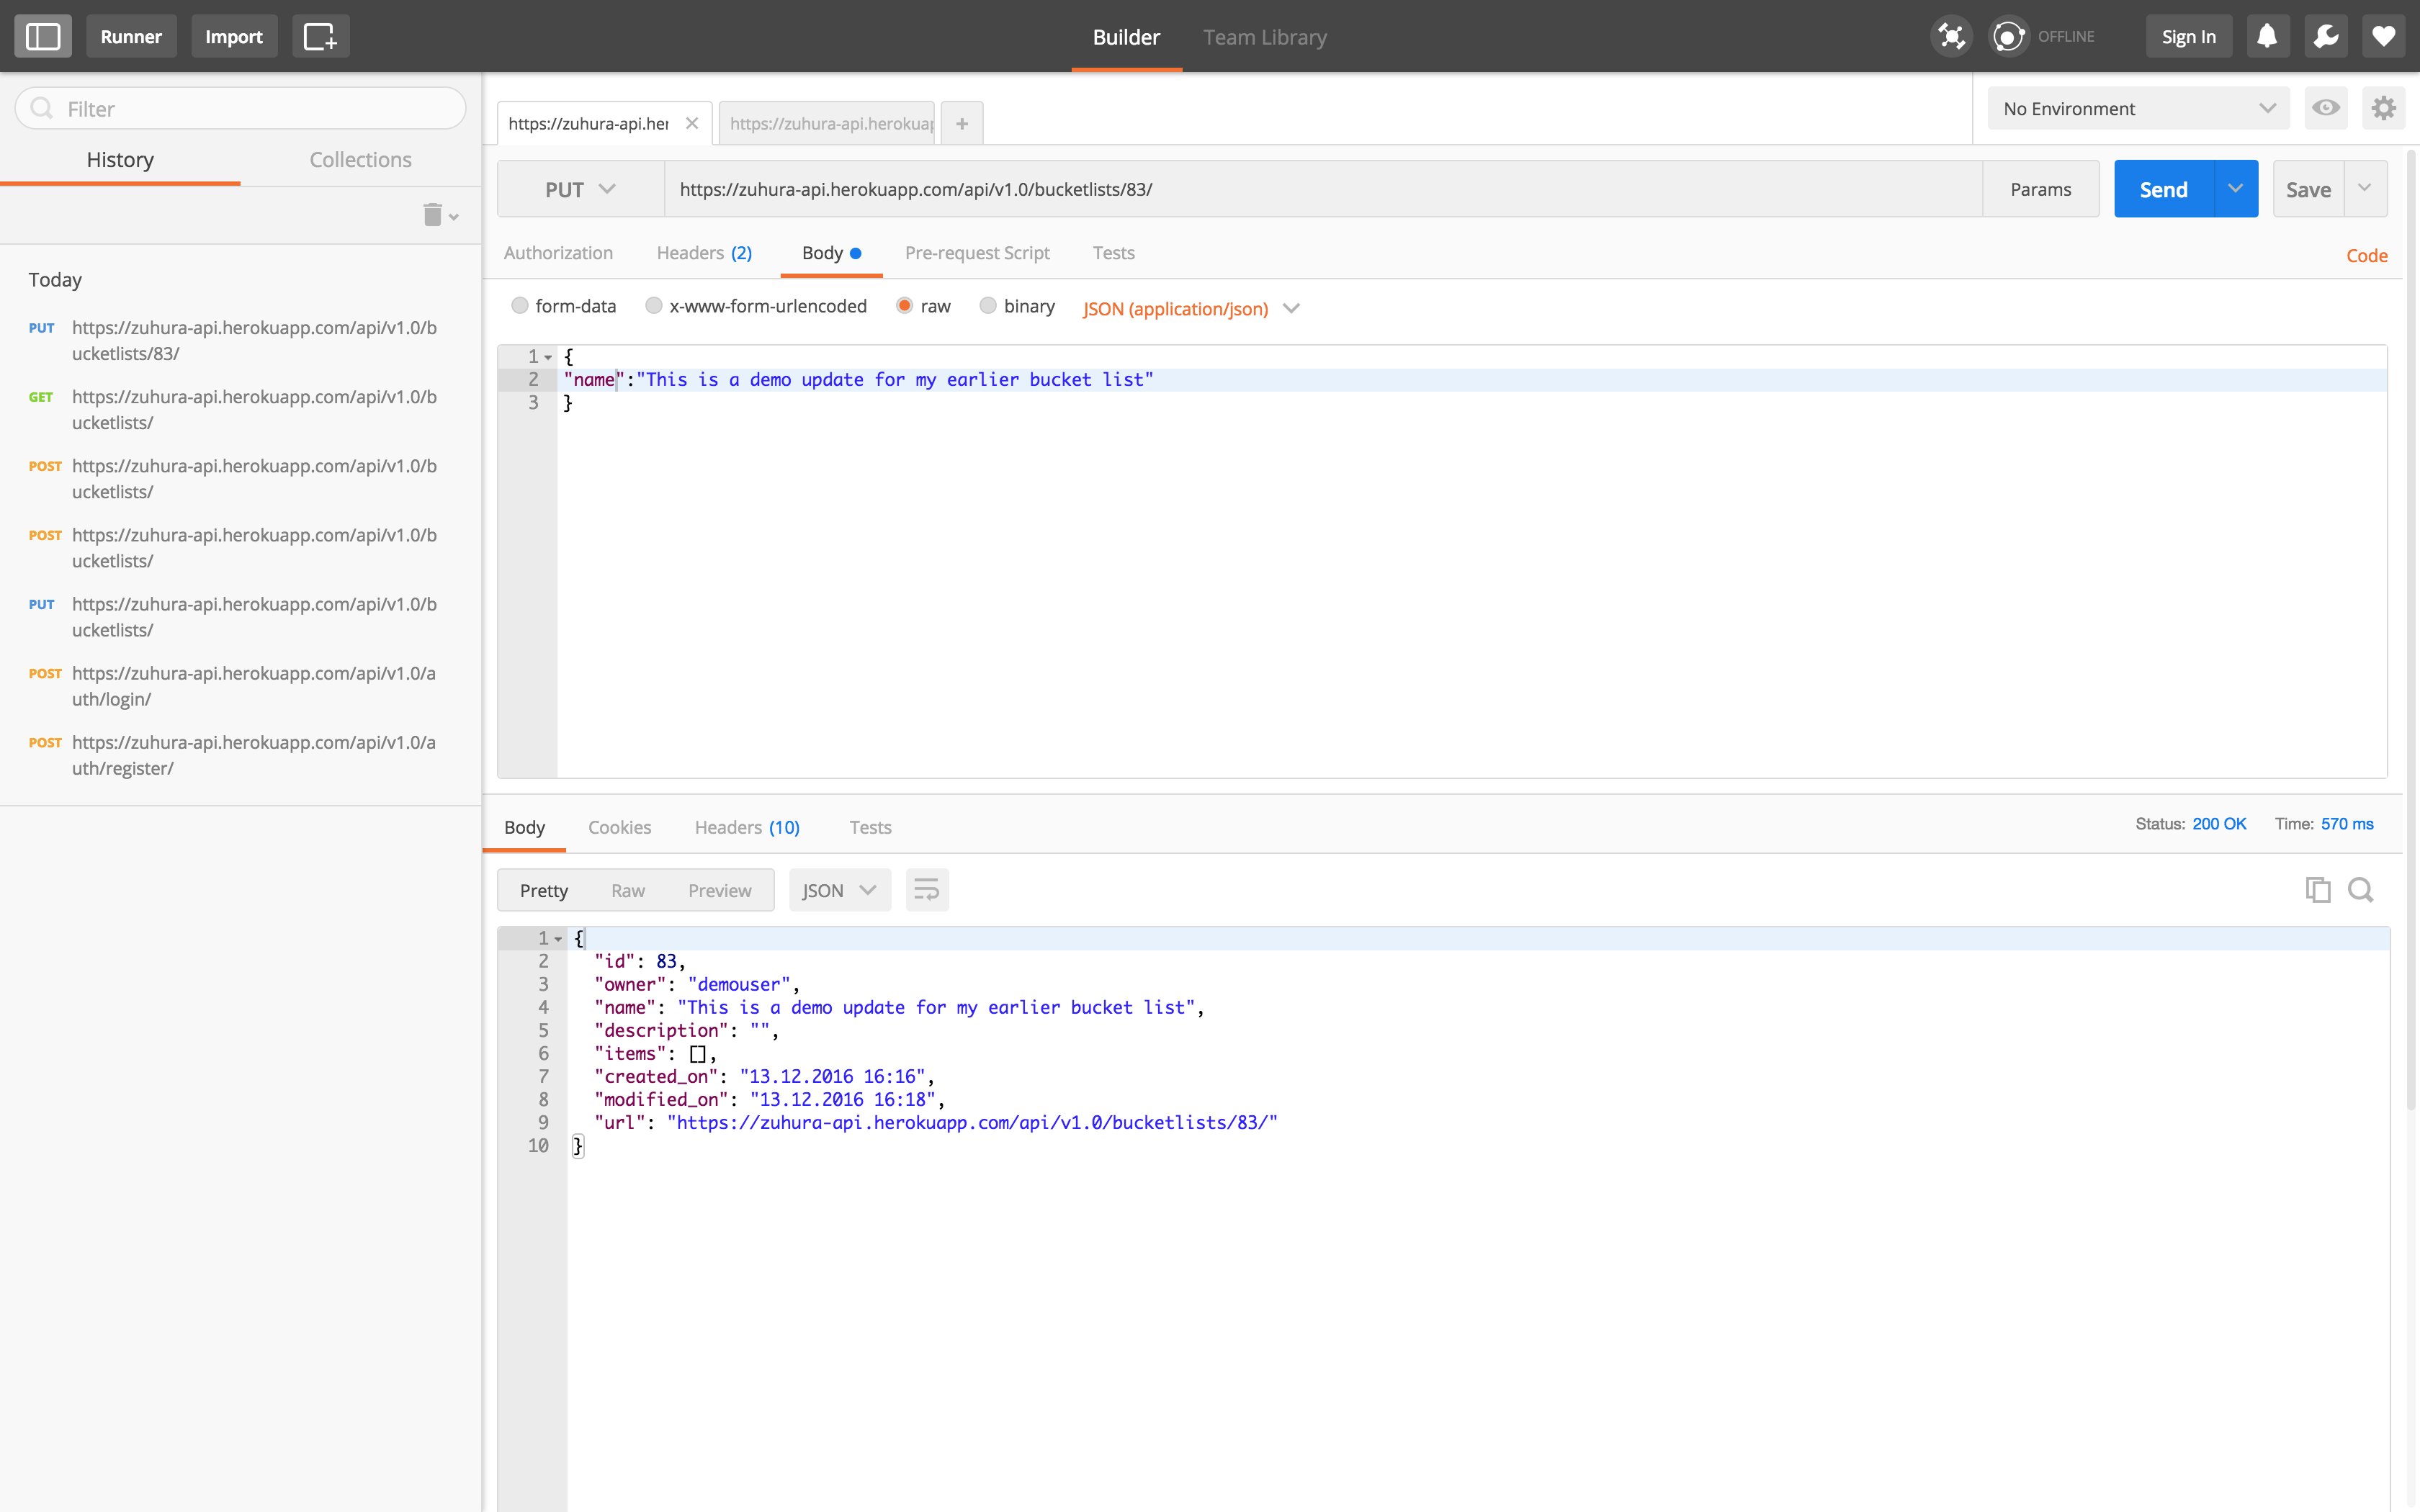 Runner Import Builder Team Library OFFLINE Sign In
Filter
History Collections
Today
PUT https://zuhura-api.herokuapp.com/api/v1.0/b
ucketlists/83/
GET https://zuhura-api.herokuapp.com/api/v1.0/b
ucketlists/
POST https://zuhura-api.herokuapp.com/api/v1.0/b
ucketlists/
POST https://zuhura-api.herokuapp.com/api/v1.0/b
ucketlists/
PUT https://zuhura-api.herokuapp.com/api/v1.0/b
ucketlists/
POST https://zuhura-api.herokuapp.com/api/v1.0/a
uth/login/
POST https://zuhura-api.herokuapp.com/api/v1.0/a
uth/register/
https://zuhura-api.her https://zuhura-api.herokuap No Environment
PUT https://zuhura-api.herokuapp.com/api/v1.0/bucketlists/83/ Params Send Save
Authorization Headers (2) Body Pre-request Script Tests Code
form-data x-www-form-urlencoded raw binary JSON (application/json)
1 {
2 "name":"This is a demo update for my earlier bucket list"
3 }
Body Cookies Headers (10) Tests Status: 200 OK Time: 570 ms
Pretty Raw Preview JSON
1 {
2 "id": 83,
3 "owner": "demouser",
4 "name": "This is a demo update for my earlier bucket list",
5 "description": "",
6 "items": [],
7 "created_on": "13.12.2016 16:16",
8 "modified_on": "13.12.2016 16:18",
9 "url": "https://zuhura-api.herokuapp.com/api/v1.0/bucketlists/83/"
10 }